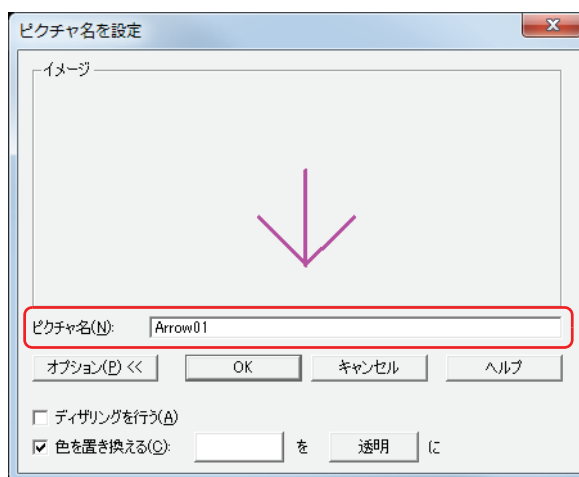 ピクチャ名を設定
イメージ
ピクチャ名(N): Arrow01
オプション(P) << OK キャンセル ヘルプ
ディザリングを行う(A)
色を置き換える(C): を 透明 に